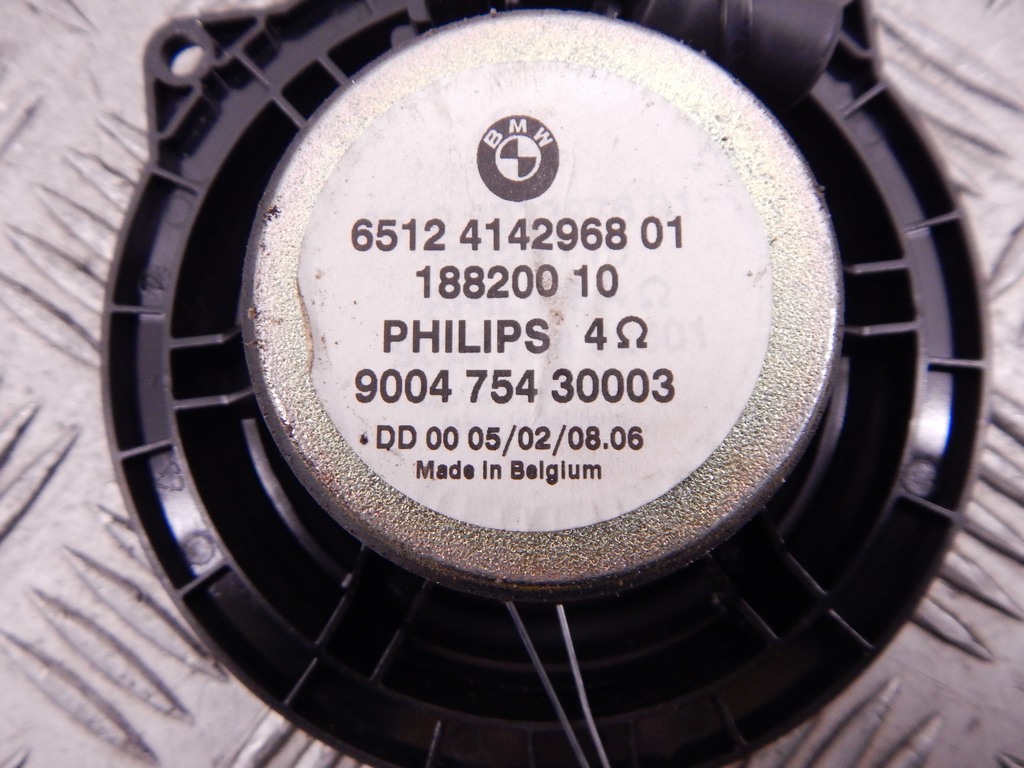 BMW
6512 4142968 01
188200 10
PHILIPS 4Ω
9004 754 30003
DD 00 05/02/08.06
Made in Belgium